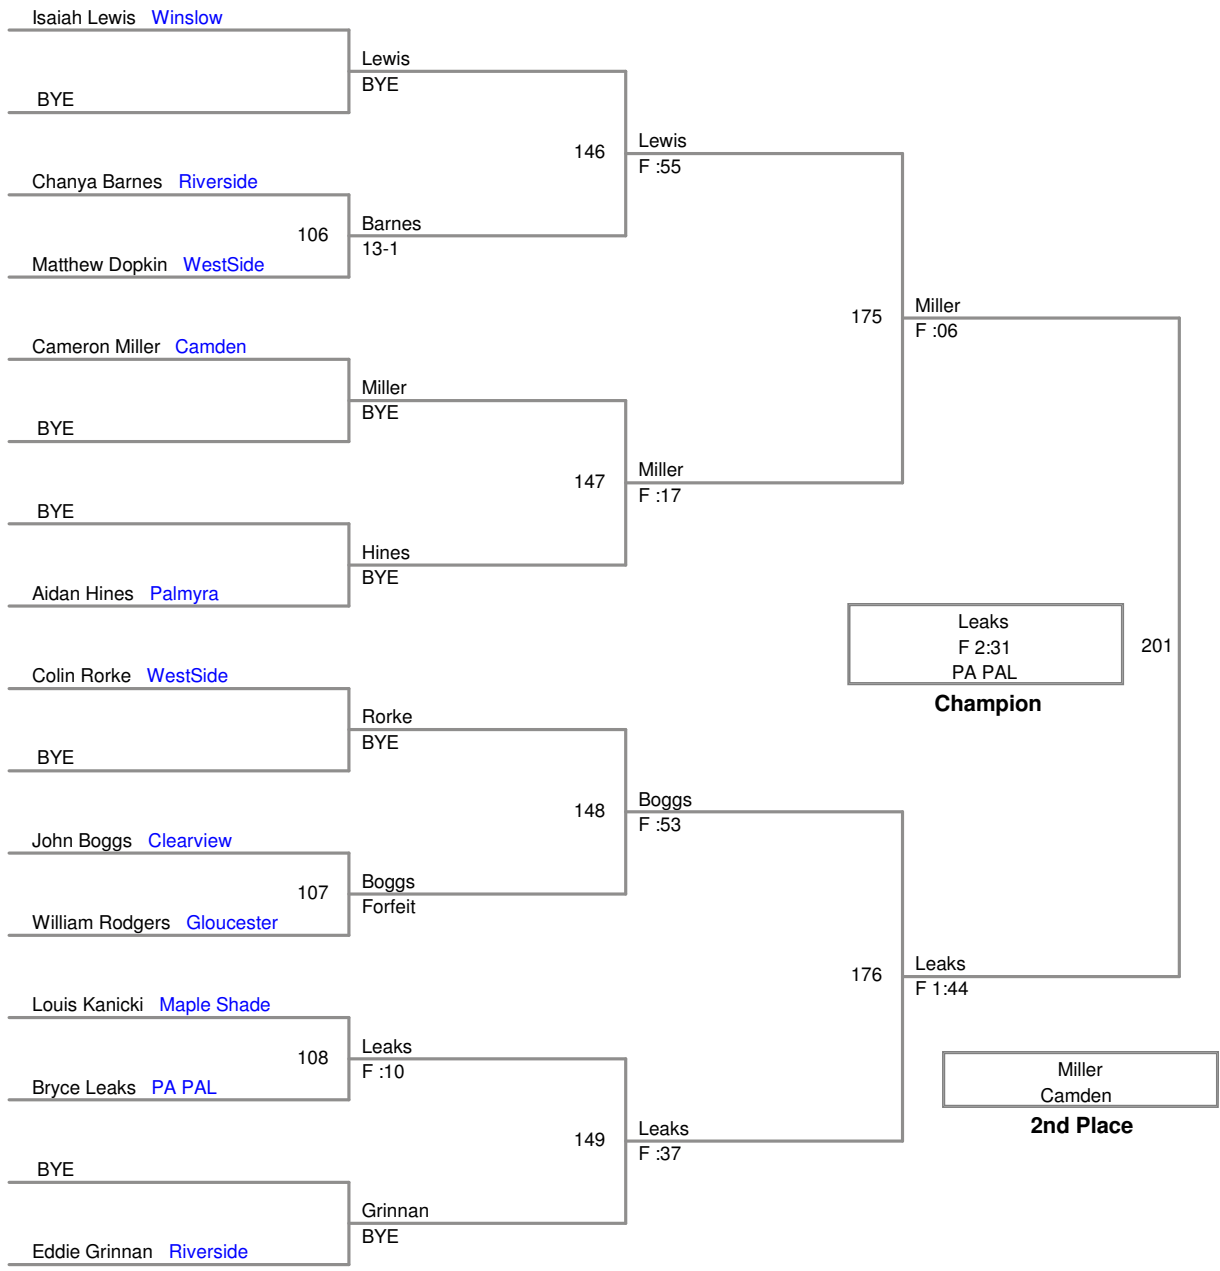 Isaiah Lewis Winslow
Lewis
BYE
BYE
146
Lewis
F :55
Chanya Barnes Riverside
106
Barnes
13-1
Matthew Dopkin WestSide
175
Miller
F :06
Cameron Miller Camden
Miller
BYE
BYE
147
Miller
F :17
BYE
Hines
BYE
Aidan Hines Palmyra
Leaks
F 2:31
PA PAL
Champion
201
Colin Rorke WestSide
Rorke
BYE
BYE
148
Boggs
F :53
John Boggs Clearview
107
Boggs
Forfeit
William Rodgers Gloucester
176
Leaks
F 1:44
Louis Kanicki Maple Shade
108
Leaks
F :10
Bryce Leaks PA PAL
Miller
Camden
2nd Place
149
Leaks
F :37
BYE
Grinnan
BYE
Eddie Grinnan Riverside